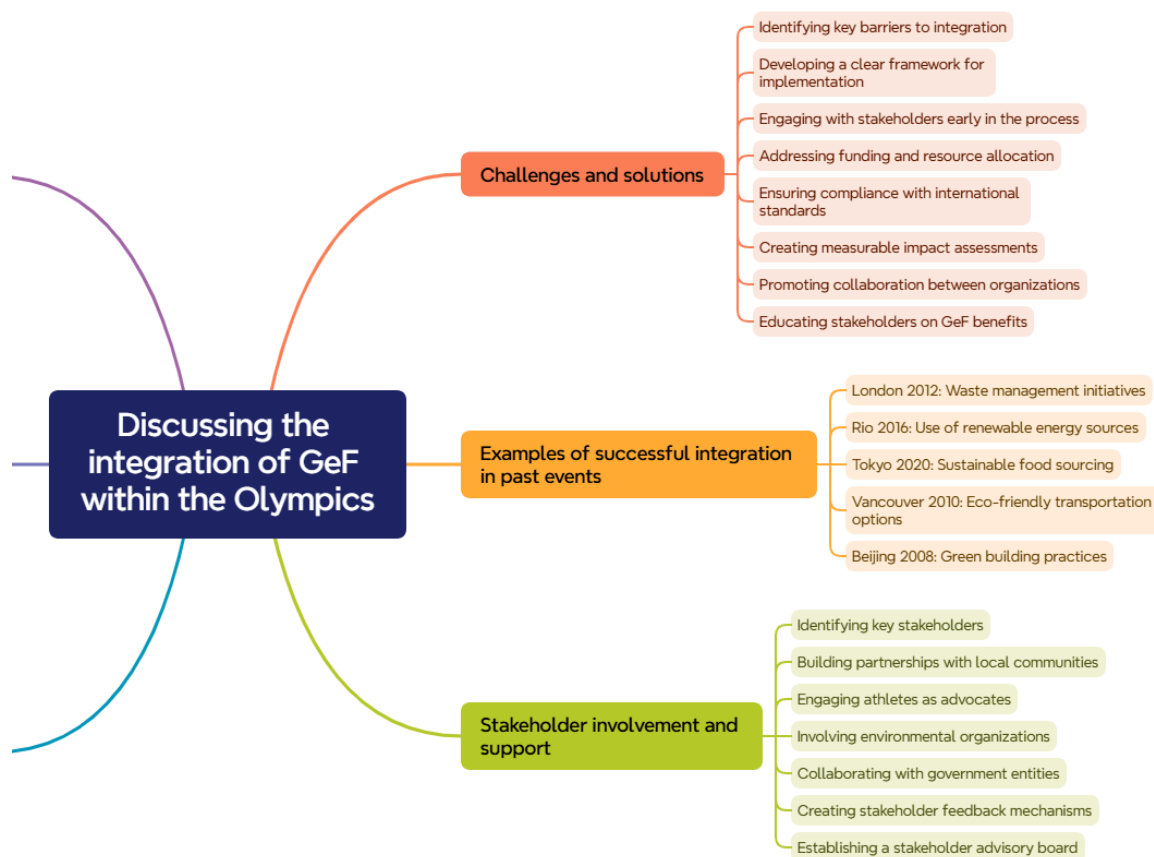 Discussing the
integration of GeF
within the Olympics
Challenges and solutions
Identifying key barriers to integration
Developing a clear framework for
implementation
Engaging with stakeholders early in the process
Addressing funding and resource allocation
Ensuring compliance with international
standards
Creating measurable impact assessments
Promoting collaboration between organizations
Educating stakeholders on GeF benefits
Examples of successful integration
in past events
London 2012: Waste management initiatives
Rio 2016: Use of renewable energy sources
Tokyo 2020: Sustainable food sourcing
Vancouver 2010: Eco-friendly transportation
options
Beijing 2008: Green building practices
Stakeholder involvement and
support
Identifying key stakeholders
Building partnerships with local communities
Engaging athletes as advocates
Involving environmental organizations
Collaborating with government entities
Creating stakeholder feedback mechanisms
Establishing a stakeholder advisory board